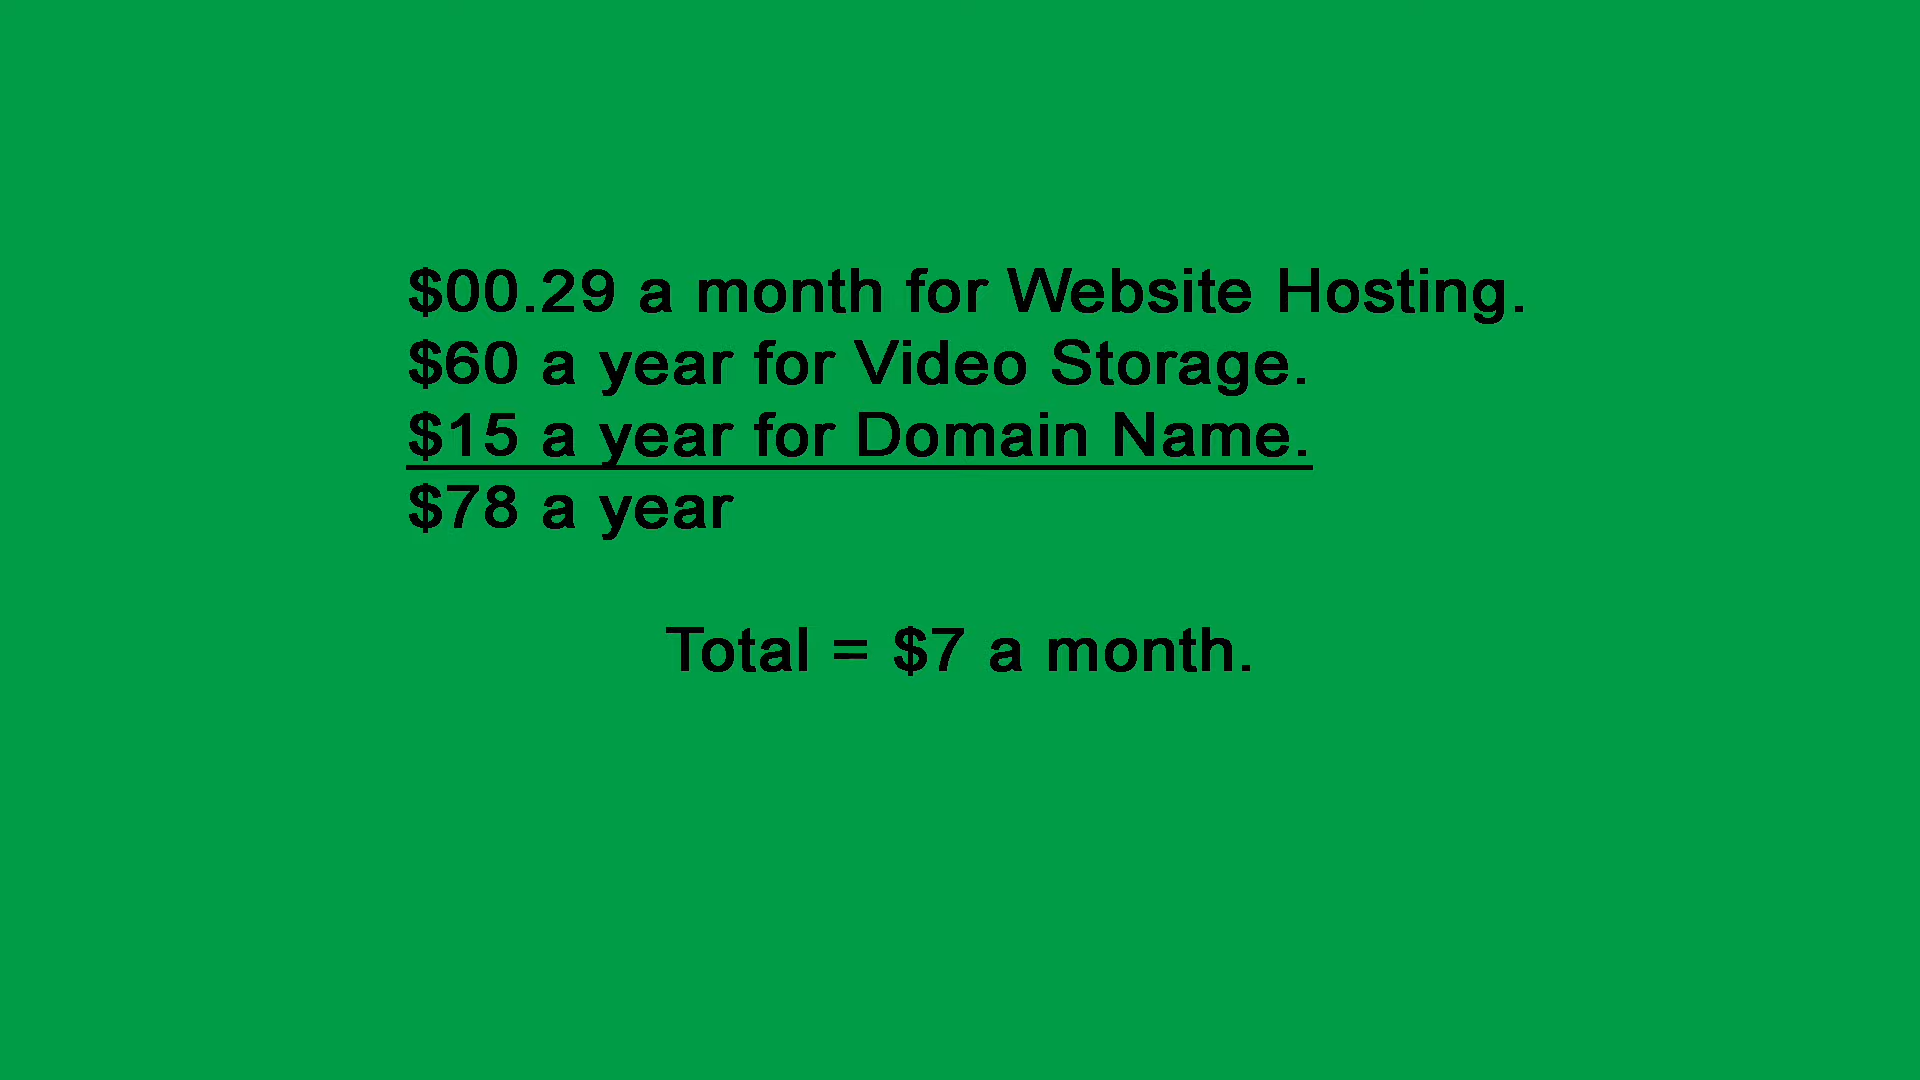 $00.29 a month for Website Hosting.
$60 a year for Video Storage.
$15 a year for Domain Name.
$78 a year
Total = $7 a month.